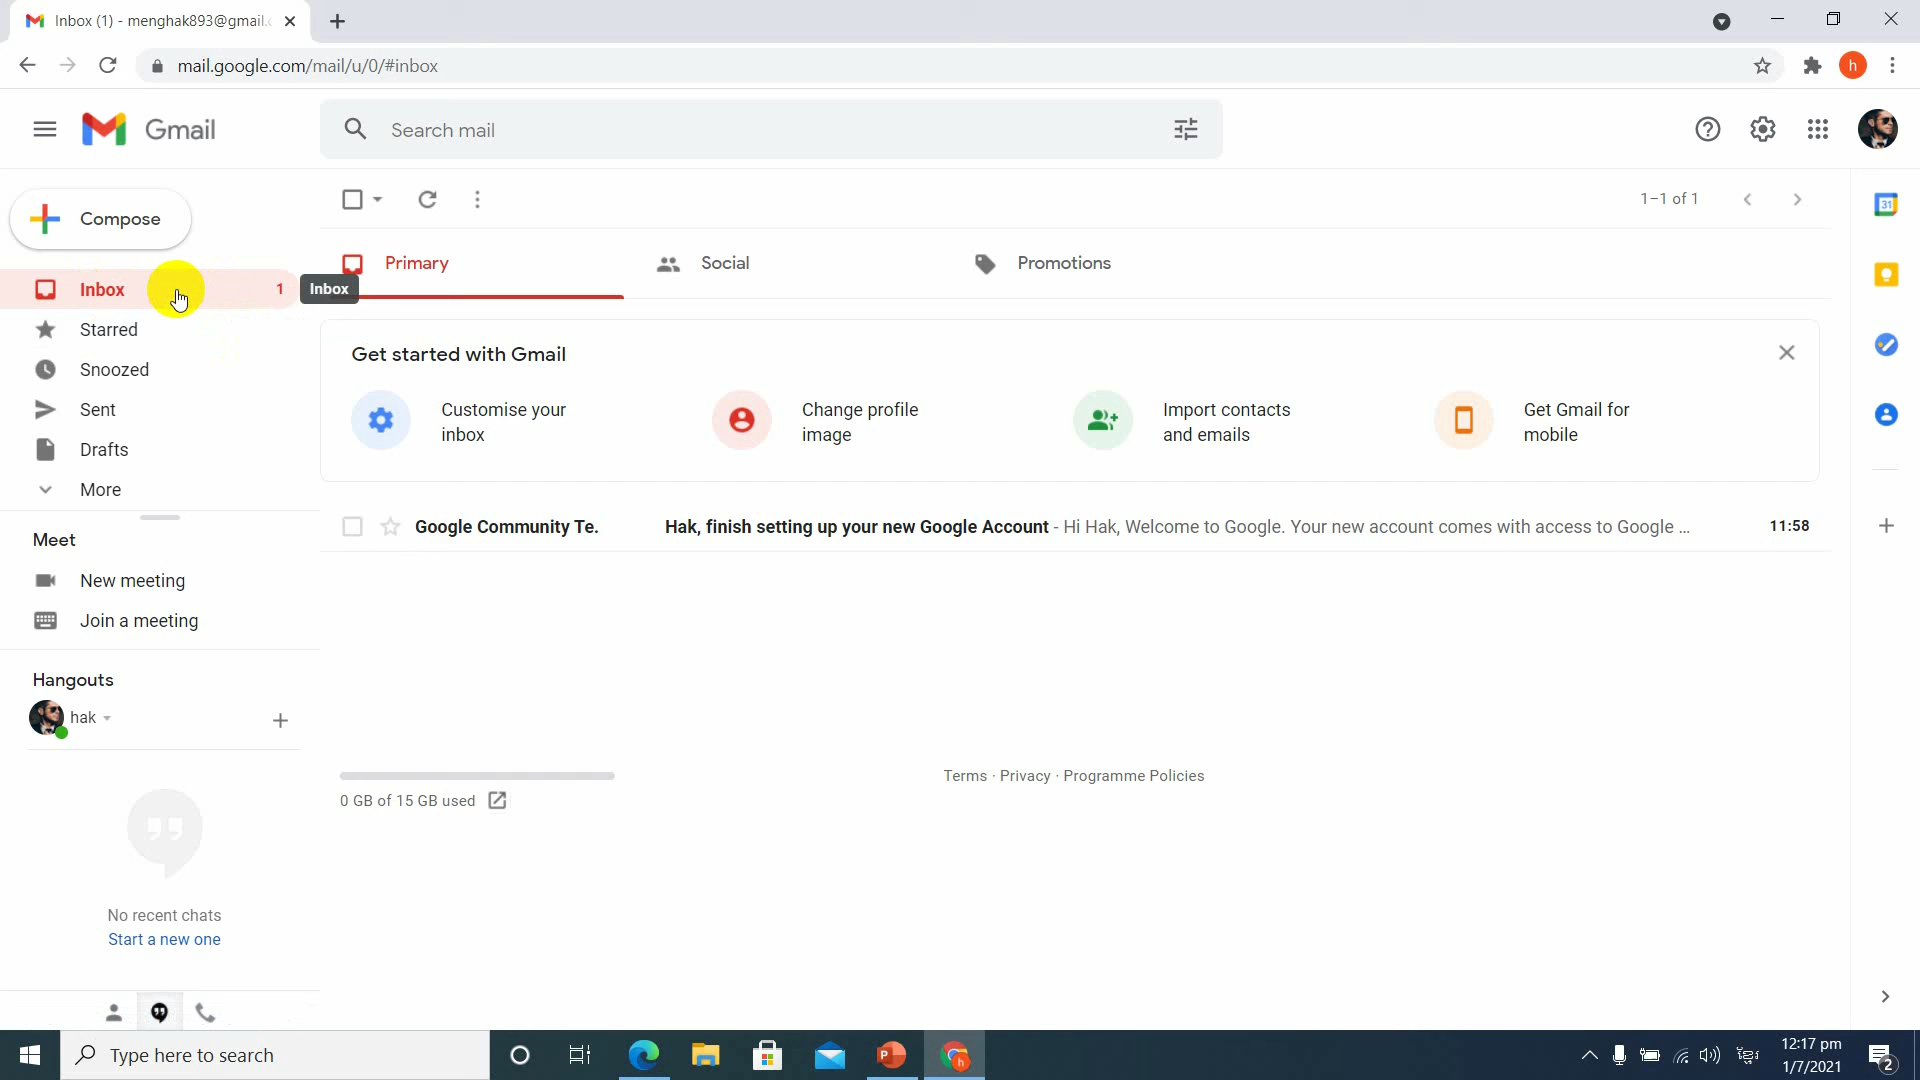 Inbox (1) - menghak893@gmail.c
mail.google.com/mail/u/0/#inbox
h
Gmail
Search mail
Compose
1–1 of 1
31
Primary
Social
Promotions
Inbox
1
Inbox
Starred
Snoozed
Sent
Drafts
More
Get started with Gmail
Customise your
inbox
Change profile
image
Import contacts
and emails
Get Gmail for
mobile
Google Community Te.
Hak, finish setting up your new Google Account - Hi Hak, Welcome to Google. Your new account comes with access to Google ...
11:58
Meet
New meeting
Join a meeting
Hangouts
hak
No recent chats
Start a new one
0 GB of 15 GB used
Terms · Privacy · Programme Policies
Type here to search
P
h
ខ្មែរ
12:17 pm
1/7/2021
2